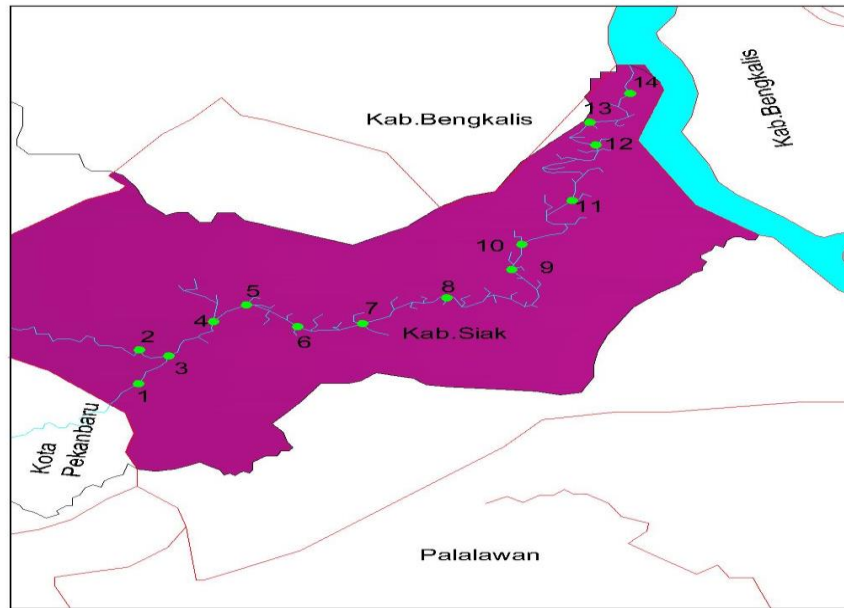 14
Kab.Bengkalis
13
Kab.Bengkalis
12
11
10
9
8
5
7
4
Kab.Siak
6
2
3
1
Kota
Pekanbaru
Palalawan